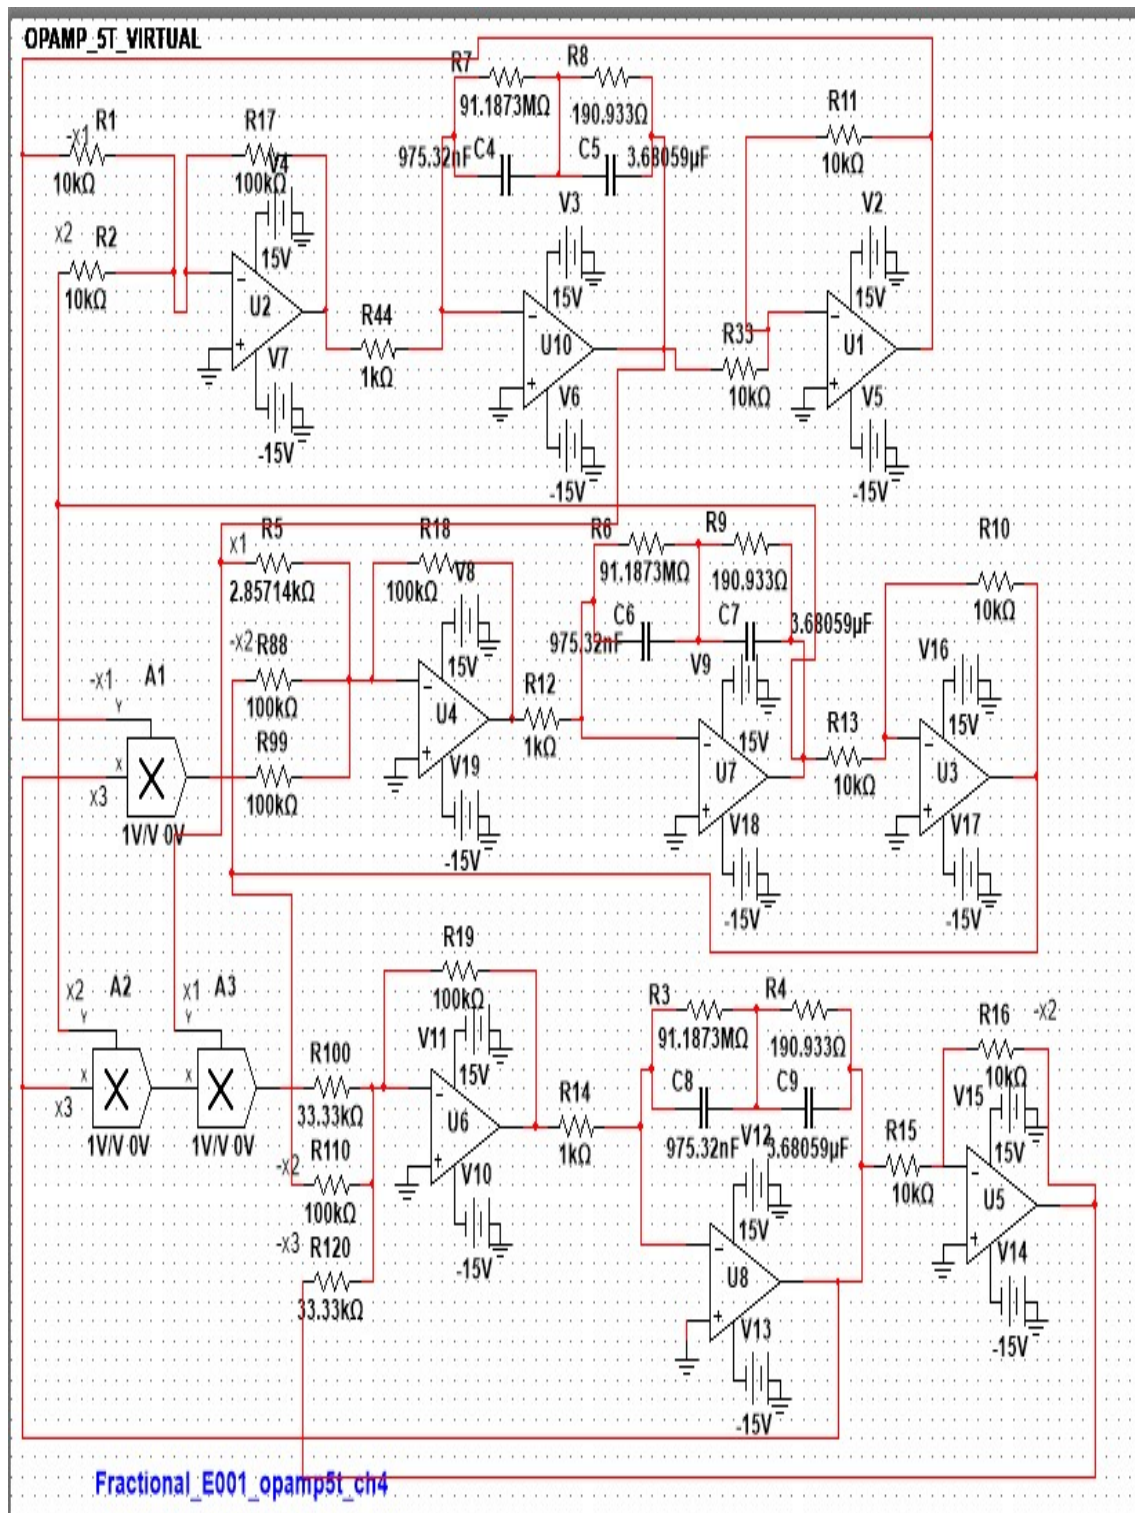 OPAMP_5T_VIRTUAL
R7
R8
91.1873MΩ
190.933Ω
975.32nF
C4
C5
3.68059µF
R1
-x1
10kΩ
R17
100kΩ
V4
15V
R2
x2
10kΩ
-
U2
+
V7
-15V
R44
1kΩ
V3
15V
-
U10
+
V6
-15V
R11
10kΩ
V2
15V
R33
10kΩ
-
U1
+
V5
-15V
R5
x1
2.85714kΩ
R18
100kΩ
V8
15V
R6
R9
91.1873MΩ
190.933Ω
C6
C7
975.32nF
3.68059µF
R10
10kΩ
-x2
R88
100kΩ
R99
100kΩ
-x1
A1
Y
X
x3
1V/V 0V
-
U4
+
V19
-15V
R12
1kΩ
V9
15V
-
U7
+
V18
-15V
R13
10kΩ
V16
15V
-
U3
+
V17
-15V
x2
A2
Y
X
x3
1V/V 0V
x1
A3
Y
X
1V/V 0V
R19
100kΩ
V11
15V
R100
33.33kΩ
-x2
R110
100kΩ
-x3
R120
33.33kΩ
-
U6
+
V10
-15V
R14
1kΩ
R3
R4
91.1873MΩ
190.933Ω
C8
C9
975.32nF
3.68059µF
V12
15V
-
U8
+
V13
-15V
R16
-x2
10kΩ
V15
15V
R15
10kΩ
-
U5
+
V14
-15V
Fractional_E001_opamp5t_ch4